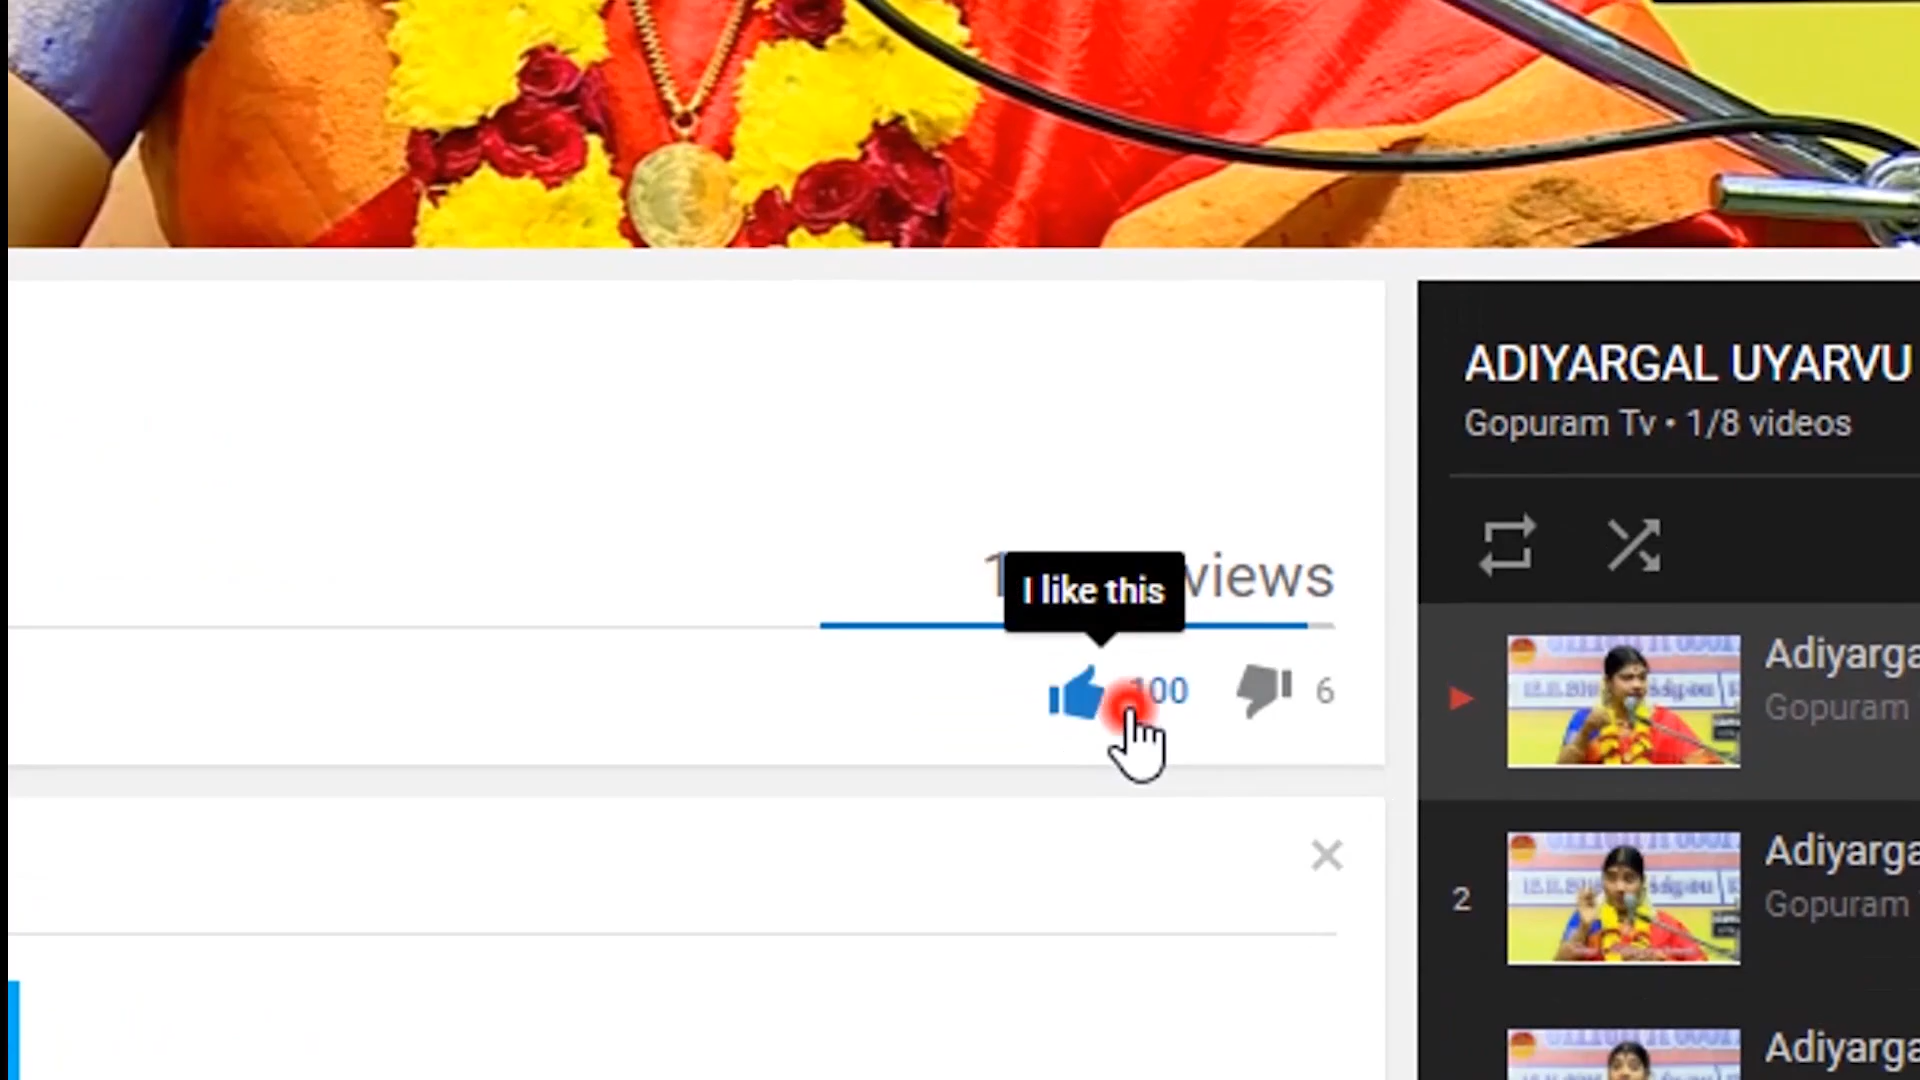 ADIYARGAL UYARVU
Gopuram Tv • 1/8 videos
views
I like this
100
6
Adiyarga
Gopuram
2
Adiyarga
Gopuram
Adiyarga